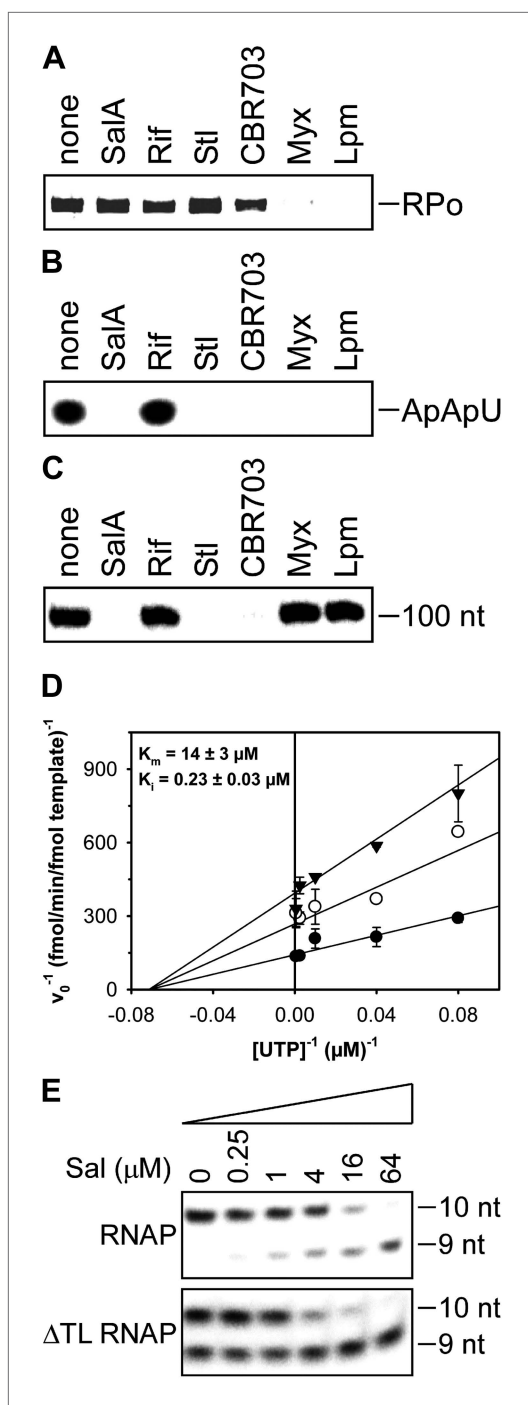 A
none SalA Rif Stl CBR703 Myx Lpm
RPo
B
none SalA Rif Stl CBR703 Myx Lpm
ApApU
C
none SalA Rif Stl CBR703 Myx Lpm
100 nt
D
Km = 14 ± 3 µM
Ki = 0.23 ± 0.03 µM
900
600
300
0
-0.08 -0.04 0.00 0.04 0.08
v0⁻¹ (fmol/min/fmol template)⁻¹
[UTP]⁻¹ (µM)⁻¹
E
Sal (µM) 0 0.25 1 4 16 64
RNAP
10 nt
9 nt
ΔTL RNAP
10 nt
9 nt